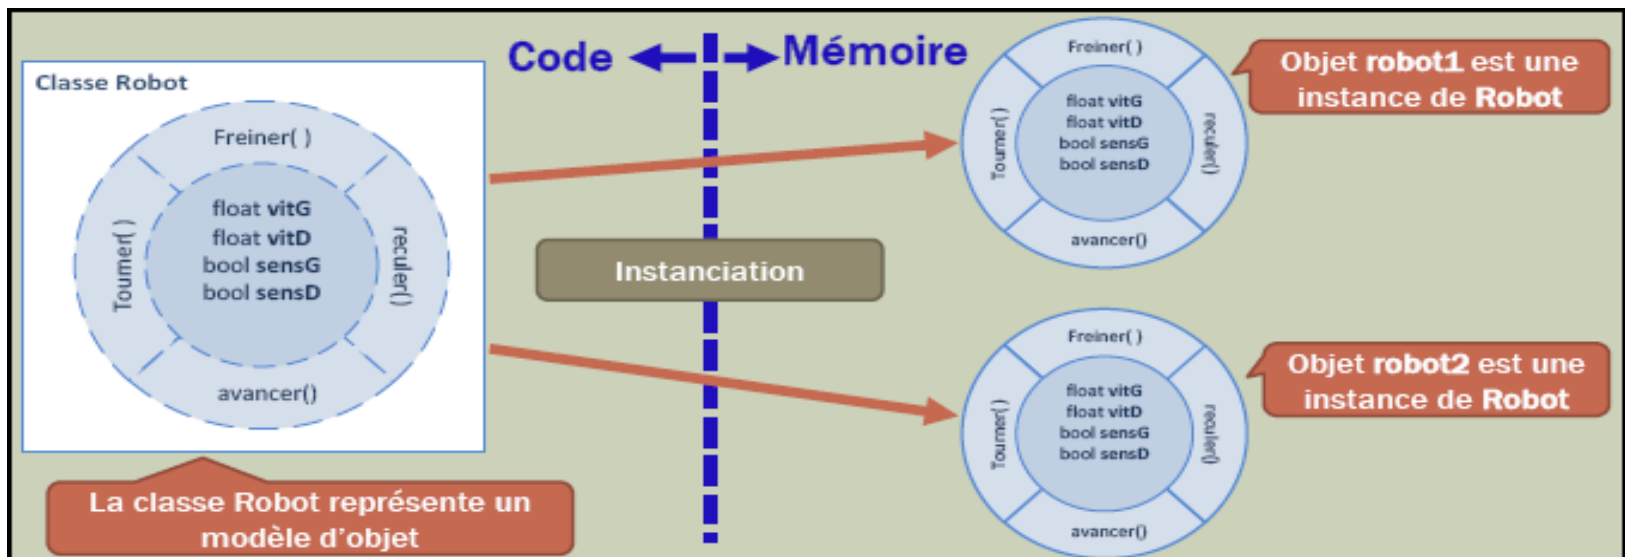 Code
Mémoire
Classe Robot
Freiner( )
Tourner( )
float vitG
float vitD
bool sensG
bool sensD
reculer()
avancer()
La classe Robot représente un
modèle d'objet
Instanciation
Freiner( )
Tourner( )
float vitG
float vitD
bool sensG
bool sensD
reculer()
avancer()
Objet robot1 est une
instance de Robot
Freiner( )
Tourner( )
float vitG
float vitD
bool sensG
bool sensD
reculer()
avancer()
Objet robot2 est une
instance de Robot